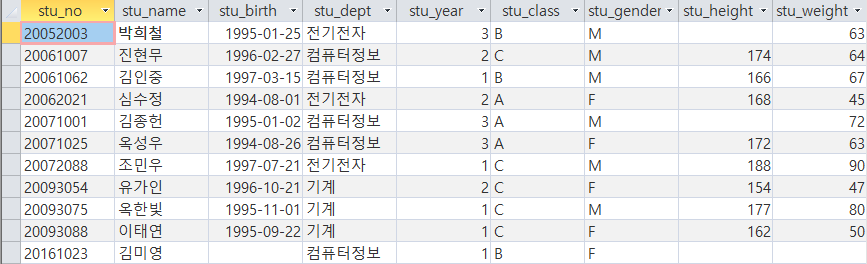 stu_no stu_name stu_birth stu_dept stu_year stu_class stu_gender stu_height stu_weight
20052003 박희철 1995-01-25 전기전자 3 B M 63
20061007 진현무 1996-02-27 컴퓨터정보 2 C M 174 64
20061062 김인중 1997-03-15 컴퓨터정보 1 B M 166 67
20062021 심수정 1994-08-01 전기전자 2 A F 168 45
20071001 김종헌 1995-01-02 컴퓨터정보 3 A M 72
20071025 옥성우 1994-08-26 컴퓨터정보 3 A F 172 63
20072088 조민우 1997-07-21 전기전자 1 C M 188 90
20093054 유가인 1996-10-21 기계 2 C F 154 47
20093075 옥한빛 1995-11-01 기계 1 C M 177 80
20093088 이태연 1995-09-22 기계 1 C F 162 50
20161023 김미영 컴퓨터정보 1 B F